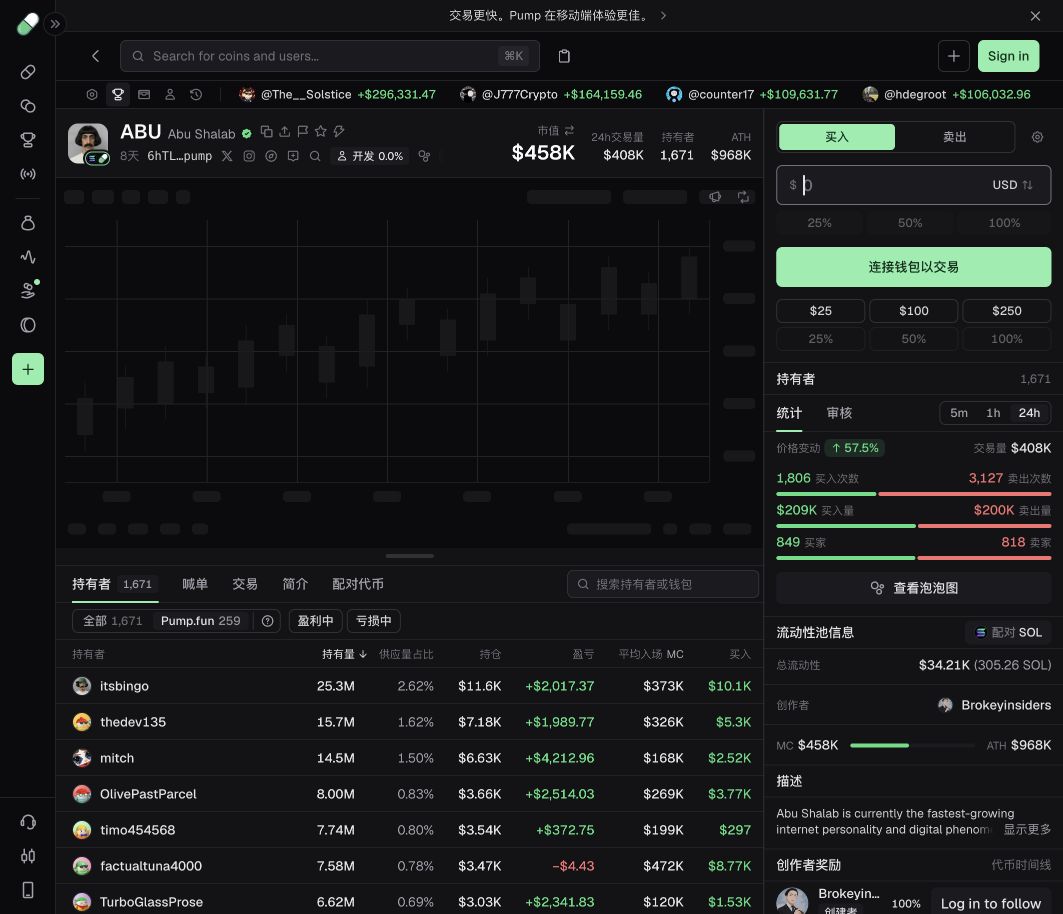 交易更快。Pump 在移动端体验更佳。
Search for coins and users...
⌘K
Sign in
@The__Solstice +$296,331.47
@J777Crypto +$164,159.46
@counter17 +$109,631.77
@hdegroot +$106,032.96
ABU Abu Shalab
8天 6hTL...pump
开发 0.0%
市值
$458K
24h交易量
$408K
持有者
1,671
ATH
$968K
买入
卖出
$ 0
USD
25% 50% 100%
连接钱包以交易
$25 $100 $250
25% 50% 100%
持有者 1,671
统计 审核
5m 1h 24h
价格变动 ↑ 57.5% 交易量 $408K
1,806 买入次数 3,127 卖出次数
$209K 买入量 $200K 卖出量
849 买家 818 卖家
查看泡泡图
流动性池信息 配对 SOL
总流动性 $34.21K (305.26 SOL)
创作者 Brokeyinsiders
MC $458K ATH $968K
描述
Abu Shalab is currently the fastest-growing
internet personality and digital phenom 显示更多
创作者奖励 代币时间线
Brokeyin... 100% Log in to follow
创建者
持有者 1,671 喊单 交易 简介 配对代币
搜索持有者或钱包
全部 1,671 Pump.fun 259 盈利中 亏损中
持有者 持有量 ↓ 供应量占比 持仓 盈亏 平均入场 MC 买入
itsbingo 25.3M 2.62% $11.6K +$2,017.37 $373K $10.1K
thedev135 15.7M 1.62% $7.18K +$1,989.77 $326K $5.3K
mitch 14.5M 1.50% $6.63K +$4,212.96 $168K $2.52K
OlivePastParcel 8.00M 0.83% $3.66K +$2,514.03 $269K $3.77K
timo454568 7.74M 0.80% $3.54K +$372.75 $199K $297
factualtuna4000 7.58M 0.78% $3.47K −$4.43 $472K $8.77K
TurboGlassProse 6.62M 0.69% $3.03K +$2,341.83 $120K $1.53K